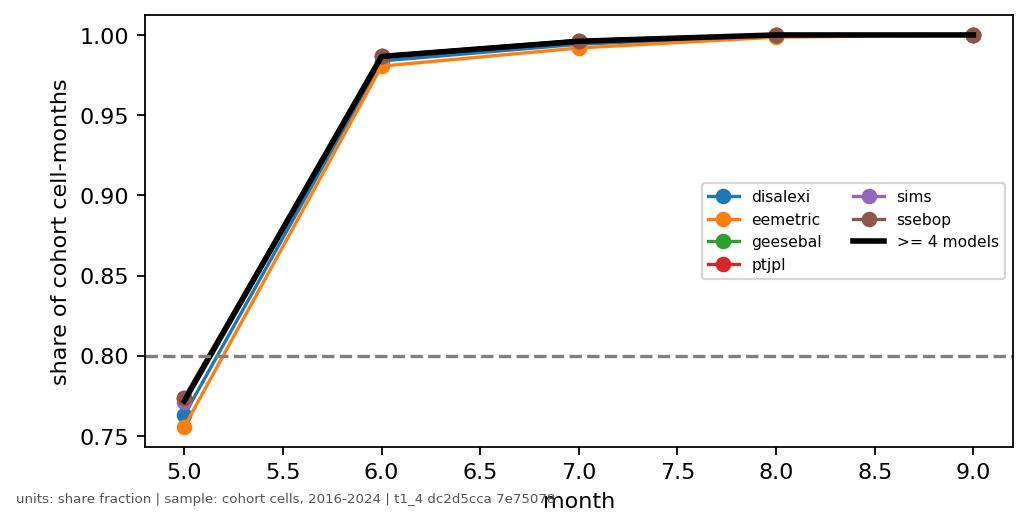 1.00
0.95
0.90
0.85
0.80
0.75
share of cohort cell-months
disalexi
eemetric
geesebal
ptjpl
sims
ssebop
>= 4 models
5.0 5.5 6.0 6.5 7.0 7.5 8.0 8.5 9.0
month
units: share fraction | sample: cohort cells, 2016-2024 | t1_4 dc2d5cca 7e75078